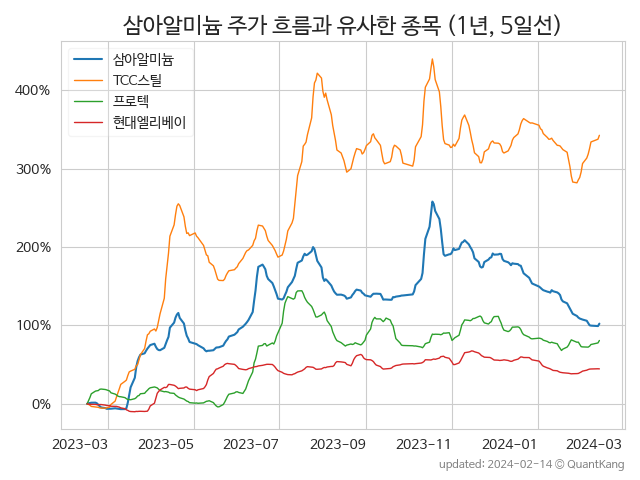 삼아알미늄 주가 흐름과 유사한 종목 (1년, 5일선)
삼아알미늄
TCC스틸
프로텍
현대엘리베이
400%
300%
200%
100%
0%
2023-03 2023-05 2023-07 2023-09 2023-11 2024-01 2024-03
updated: 2024-02-14 © QuantKang